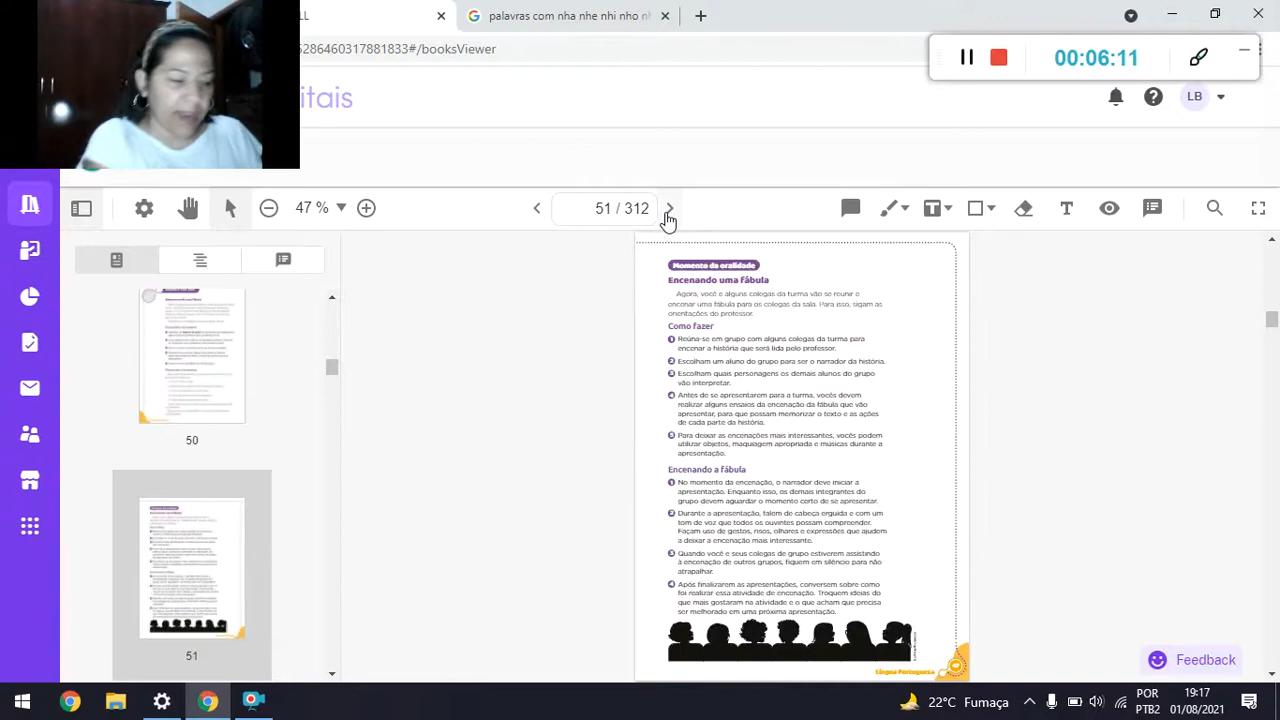 palavras com nha nhe nhi nho nh
5286460317881833#/booksViewer
00:06:11
itais
LB
47 %
51 / 312
50
51
Momento da oralidade
Encenando uma fábula
Agora, você e alguns colegas da turma vão se reunir e
encenar uma fábula para os colegas da sala. Para isso, sigam as
orientações do professor.
Como fazer
1 Reúna-se em grupo com alguns colegas da turma para
encenar a história que será lida pelo professor.
2 Escolham um aluno do grupo para ser o narrador da história.
3 Escolham quais personagens os demais alunos do grupo
vão interpretar.
4 Antes de se apresentarem para a turma, vocês devem
realizar alguns ensaios da encenação da fábula que vão
apresentar, para que possam memorizar o texto e as ações
de cada parte da história.
5 Para deixar as encenações mais interessantes, vocês podem
utilizar objetos, maquiagem apropriada e músicas durante a
apresentação.
Encenando a fábula
1 No momento da encenação, o narrador deve iniciar a
apresentação. Enquanto isso, os demais integrantes do
grupo devem aguardar o momento certo de se apresentar.
2 Durante a apresentação, falem de cabeça erguida e com um
tom de voz que todos os ouvintes possam compreender.
Façam uso de gestos, risos, olhares e expressões que ajudem
a deixar a encenação mais interessante.
3 Quando você e seus colegas de grupo estiverem assistindo
à encenação de outros grupos, fiquem em silêncio para não
atrapalhar.
4 Após finalizarem as apresentações, conversem sobre como
foi realizar essa atividade de encenação. Troquem ideias do
que mais gostaram na atividade e o que acham que precisa
ser melhorado em uma próxima apresentação.
Língua Portuguesa
Feedback
22°C Fumaça
POR
PTB2
19:17
01/08/2021